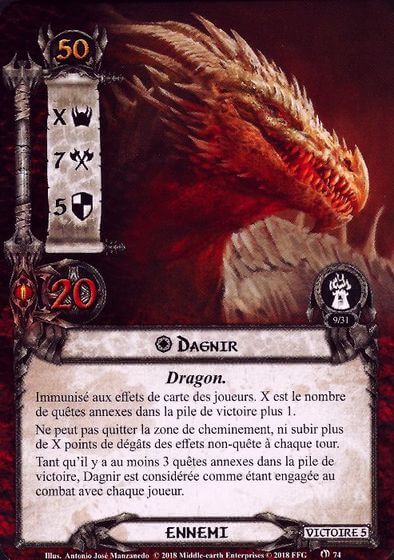 50
X
7
5
20
9/31
Dagnir
Dragon.
Immunisé aux effets de carte des joueurs. X est le nombre
de quêtes annexes dans la pile de victoire plus 1.
Ne peut pas quitter la zone de cheminement, ni subir plus
de X points de dégâts des effets non-quête à chaque tour.
Tant qu'il y a au moins 3 quêtes annexes dans la pile de
victoire, Dagnir est considérée comme étant engagée au
combat avec chaque joueur.
ENNEMI
VICTOIRE 5
Illus. Antonio José Manzanedo © 2018 Middle-earth Enterprises © 2018 FFG 74